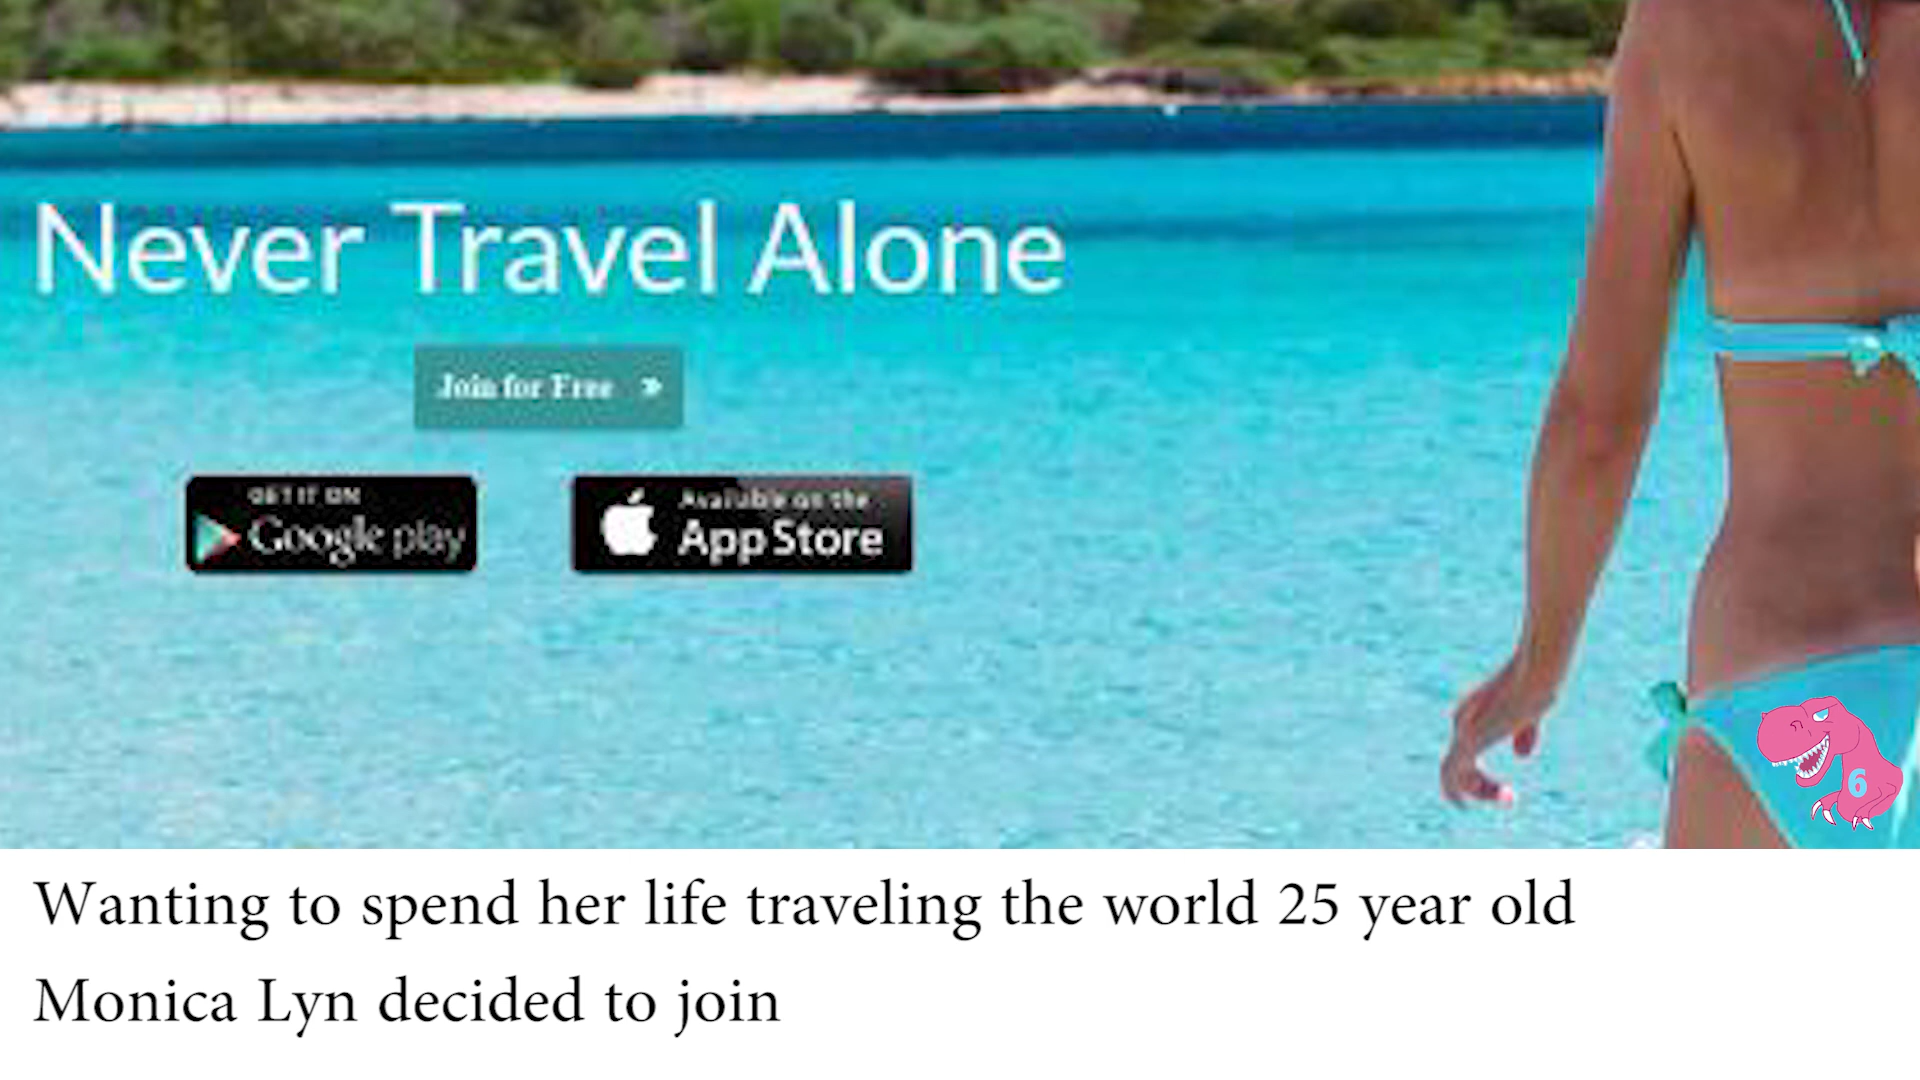 Never Travel Alone
Join for Free »
GET IT ON
Google play
Available on the
App Store
6
Wanting to spend her life traveling the world 25 year old
Monica Lyn decided to join